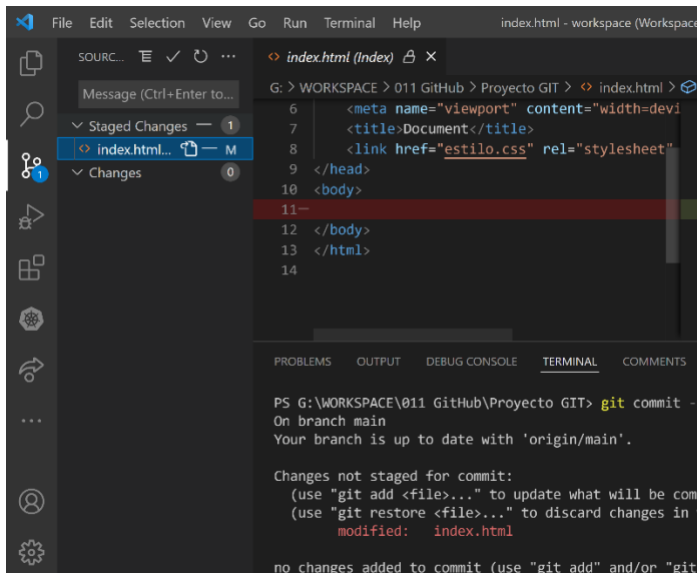 File Edit Selection View Go Run Terminal Help index.html - workspace (Workspace
SOURC...
Message (Ctrl+Enter to...
Staged Changes 1
index.html... M
Changes 0
1
index.html (Index)
G: > WORKSPACE > 011 GitHub > Proyecto GIT > index.html >
6 <meta name="viewport" content="width=devi
7 <title>Document</title>
8 <link href="estilo.css" rel="stylesheet"
9 </head>
10 <body>
11—
12 </body>
13 </html>
14
PROBLEMS OUTPUT DEBUG CONSOLE TERMINAL COMMENTS
PS G:\WORKSPACE\011 GitHub\Proyecto GIT> git commit -
On branch main
Your branch is up to date with 'origin/main'.
Changes not staged for commit:
(use "git add <file>..." to update what will be com
(use "git restore <file>..." to discard changes in
modified: index.html
no changes added to commit (use "git add" and/or "git